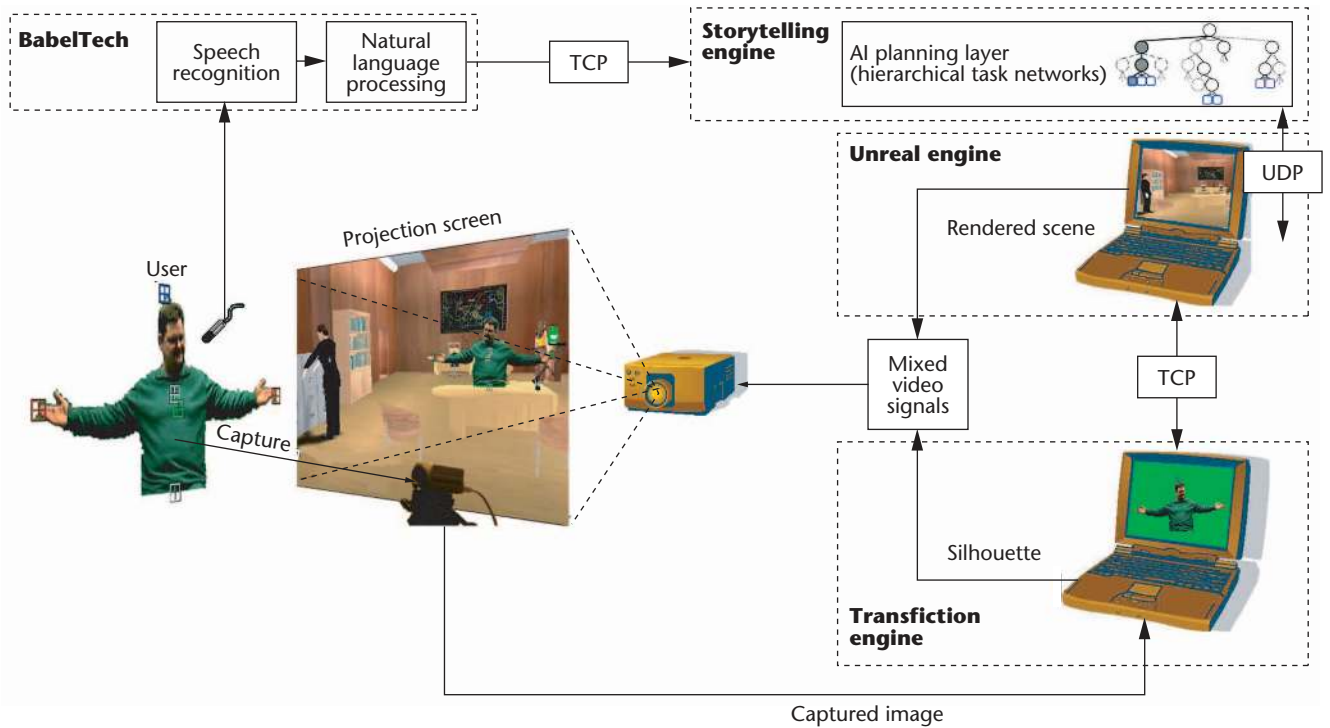 BabelTech
Speech
recognition
Natural
language
processing
TCP
Storytelling
engine
AI planning layer
(hierarchical task networks)
Unreal engine
UDP
Rendered scene
Projection screen
User
Capture
Mixed
video
signals
TCP
Silhouette
Transfiction
engine
Captured image